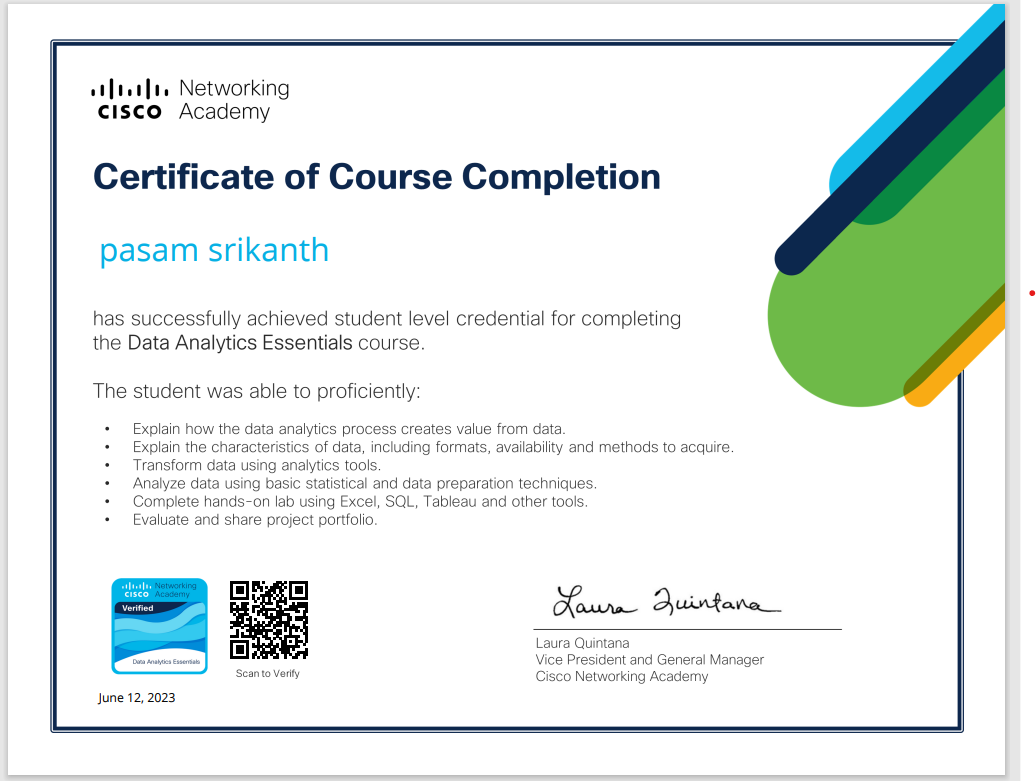 Networking
CISCO Academy
Certificate of Course Completion
pasam srikanth
has successfully achieved student level credential for completing
the Data Analytics Essentials course.
The student was able to proficiently:
• Explain how the data analytics process creates value from data.
• Explain the characteristics of data, including formats, availability and methods to acquire.
• Transform data using analytics tools.
• Analyze data using basic statistical and data preparation techniques.
• Complete hands-on lab using Excel, SQL, Tableau and other tools.
• Evaluate and share project portfolio.
Networking
CISCO Academy
Verified
Data Analytics Essentials
Scan to Verify
June 12, 2023
Laura Quintana
Laura Quintana
Vice President and General Manager
Cisco Networking Academy